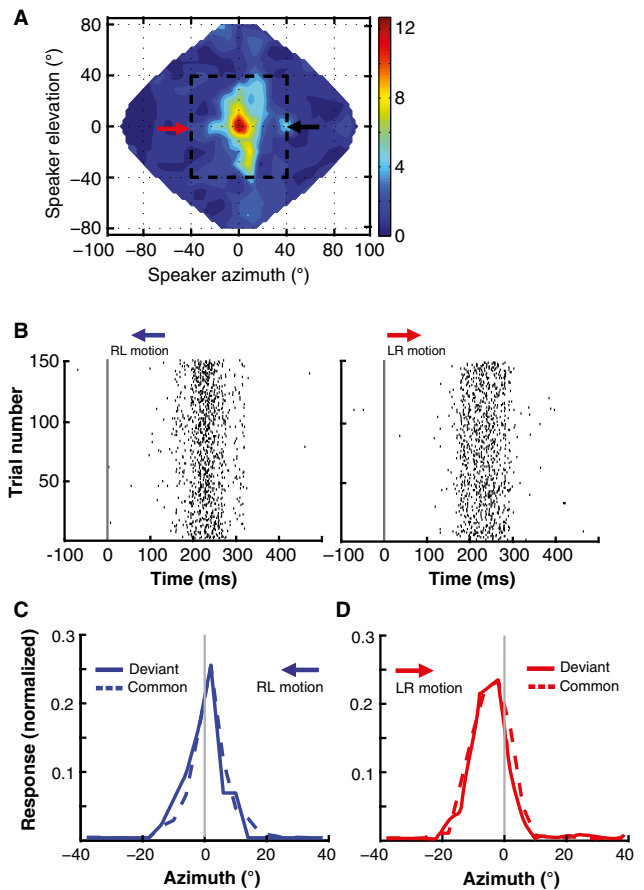 A
Speaker elevation (°)
80
40
0
−40
−80
−100 −80 −40 0 40 80 100
Speaker azimuth (°)
12
8
4
0
B
RL motion
LR motion
Trial number
150
100
50
-100 0 100 200 300 400
Time (ms)
−100 0 100 200 300 400
Time (ms)
C
D
Response (normalized)
0.3
0.2
0.1
Deviant
Common
RL motion
−40 −20 0 20 40
Azimuth (°)
0.3
0.2
0.1
LR motion
Deviant
Common
−40 −20 0 20 40
Azimuth (°)